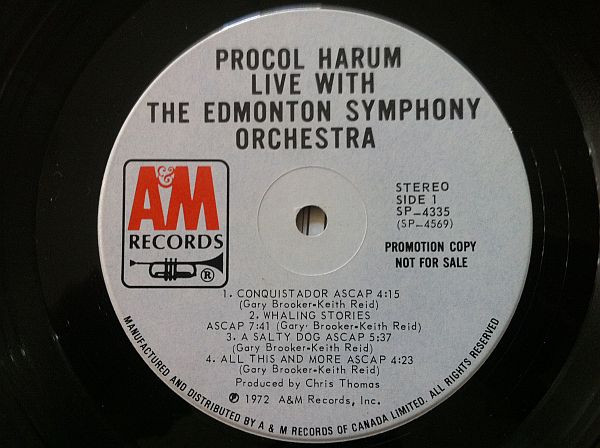 PROCOL HARUM
LIVE WITH
THE EDMONTON SYMPHONY
ORCHESTRA
A&M
RECORDS
®
STEREO
SIDE 1
SP–4335
(SP–4569)
PROMOTION COPY
NOT FOR SALE
1. CONQUISTADOR ASCAP 4:15
(Gary Brooker-Keith Reid)
2. WHALING STORIES
ASCAP 7:41 (Gary Brooker-Keith Reid)
3. A SALTY DOG ASCAP 5:37
(Gary Brooker-Keith Reid)
4. ALL THIS AND MORE ASCAP 4:23
(Gary Brooker-Keith Reid)
Produced by Chris Thomas
℗ 1972 A&M Records, Inc.
MANUFACTURED AND DISTRIBUTED BY A & M RECORDS OF CANADA LIMITED. ALL RIGHTS RESERVED